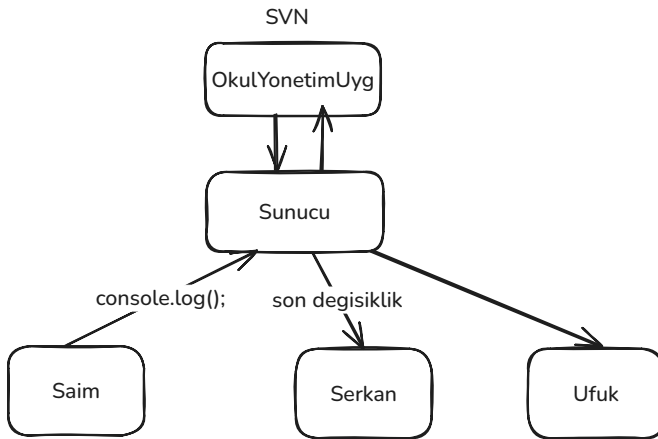 SVN
OkulYonetimUyg
Sunucu
console.log();
son degisiklik
Saim
Serkan
Ufuk